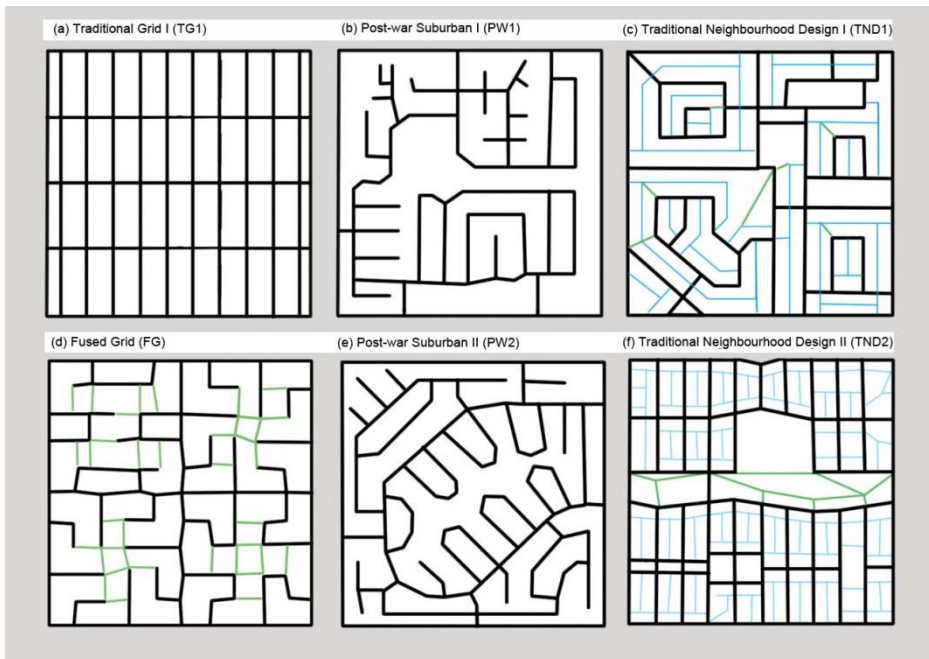 (a) Traditional Grid I (TG1)
(b) Post-war Suburban I (PW1)
(c) Traditional Neighbourhood Design I (TND1)
(d) Fused Grid (FG)
(e) Post-war Suburban II (PW2)
(f) Traditional Neighbourhood Design II (TND2)